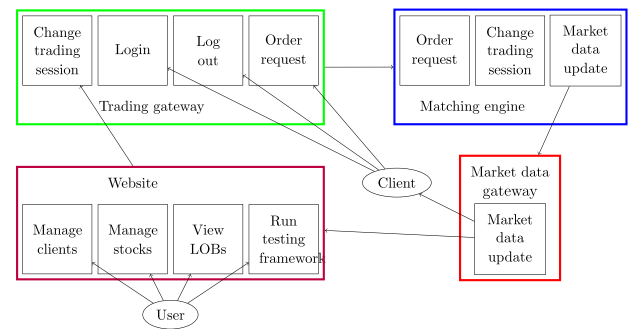 Change
trading
session
Login
Log
out
Order
request
Trading gateway
Order
request
Change
trading
session
Market
data
update
Matching engine
Website
Manage
clients
Manage
stocks
View
LOBs
Run
testing
framework
Client
Market data
gateway
Market
data
update
User